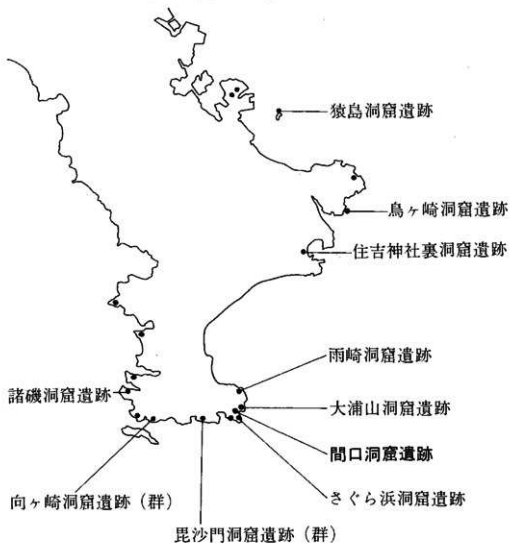 猿島洞窟遺跡
鳥ヶ崎洞窟遺跡
住吉神社裏洞窟遺跡
雨崎洞窟遺跡
諸磯洞窟遺跡
大浦山洞窟遺跡
間口洞窟遺跡
さぐら浜洞窟遺跡
向ヶ崎洞窟遺跡（群）
毘沙門洞窟遺跡（群）